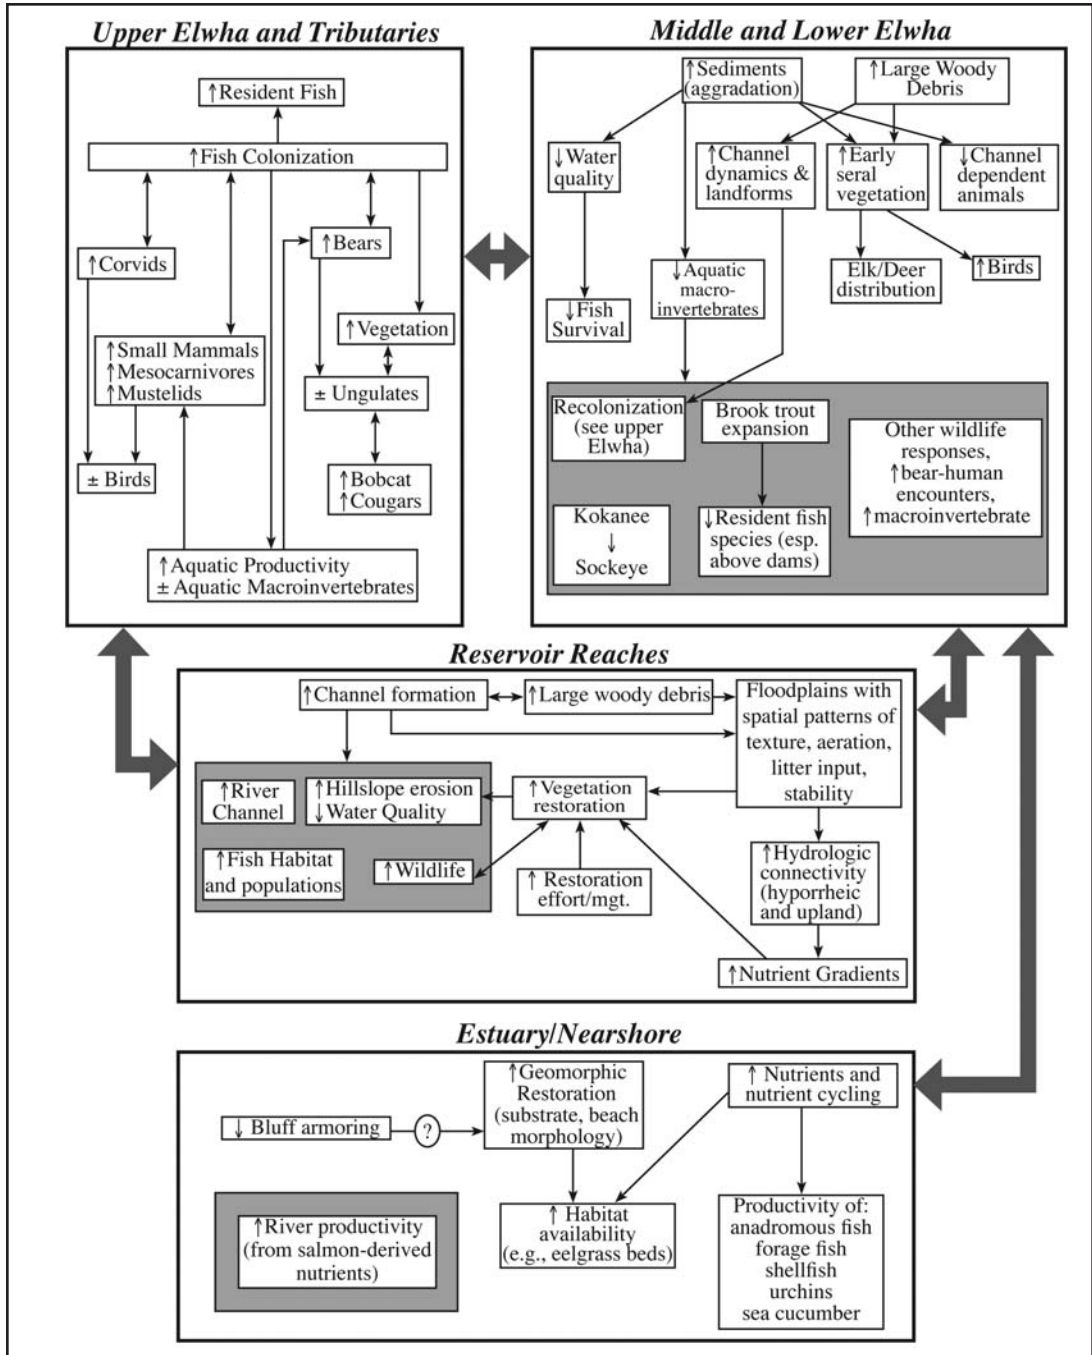 Upper Elwha and Tributaries
↑Resident Fish
↑Fish Colonization
↑Corvids
↑Bears
↑Vegetation
↑Small Mammals
↑Mesocarnivores
↑Mustelids
± Ungulates
± Birds
↑Bobcat
↑Cougars
↑Aquatic Productivity
± Aquatic Macroinvertebrates
Middle and Lower Elwha
↑Sediments
(aggradation)
↑Large Woody
Debris
↓Water
quality
↑Channel
dynamics &
landforms
↑Early
seral
vegetation
↓Channel
dependent
animals
↓Aquatic
macro-
invertebrates
Elk/Deer
distribution
↑Birds
↓Fish
Survival
Recolonization
(see upper
Elwha)
Brook trout
expansion
Other wildlife
responses,
↑bear-human
encounters,
↑macroinvertebrate
Kokanee
↓
Sockeye
↓Resident fish
species (esp.
above dams)
Reservoir Reaches
↑Channel formation
↑Large woody debris
Floodplains with
spatial patterns of
texture, aeration,
litter input,
stability
↑River
Channel
↑Hillslope erosion
↓Water Quality
↑Vegetation
restoration
↑Fish Habitat
and populations
↑Wildlife
↑ Restoration
effort/mgt.
↑Hydrologic
connectivity
(hyporrheic
and upland)
↑Nutrient Gradients
Estuary/Nearshore
↓ Bluff armoring
?
↑Geomorphic
Restoration
(substrate, beach
morphology)
↑ Nutrients and
nutrient cycling
↑River productivity
(from salmon-derived
nutrients)
↑ Habitat
availability
(e.g., eelgrass beds)
Productivity of:
anadromous fish
forage fish
shellfish
urchins
sea cucumber